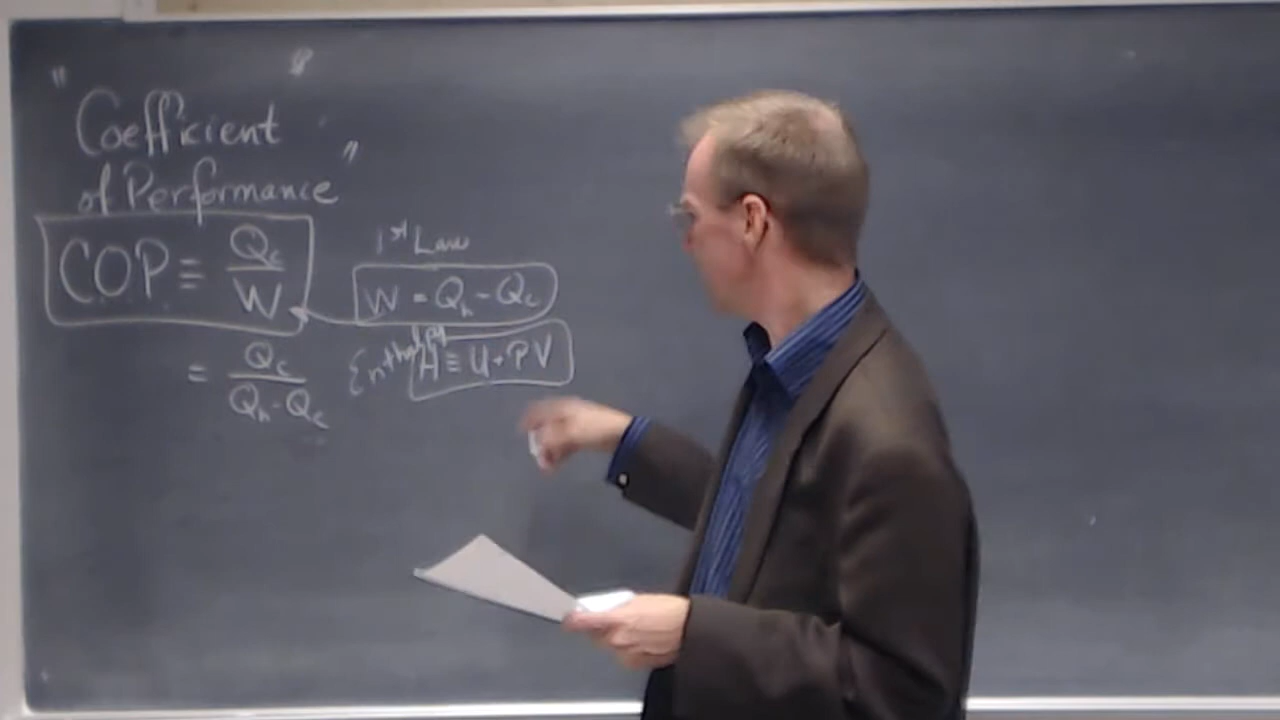 "Coefficient
of Performance"
COP ≡ Qc/W
= Qc/(Qh - Qc)
1st Law
W = Qh - Qc
Enthalpy
H ≡ U + PV